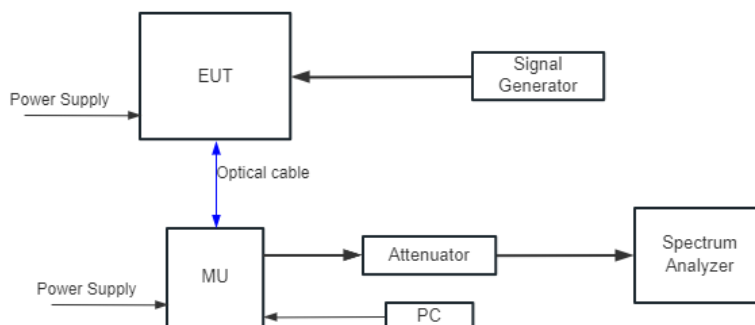 EUT
Signal
Generator
Power Supply
Optical cable
MU
Attenuator
Spectrum
Analyzer
Power Supply
PC